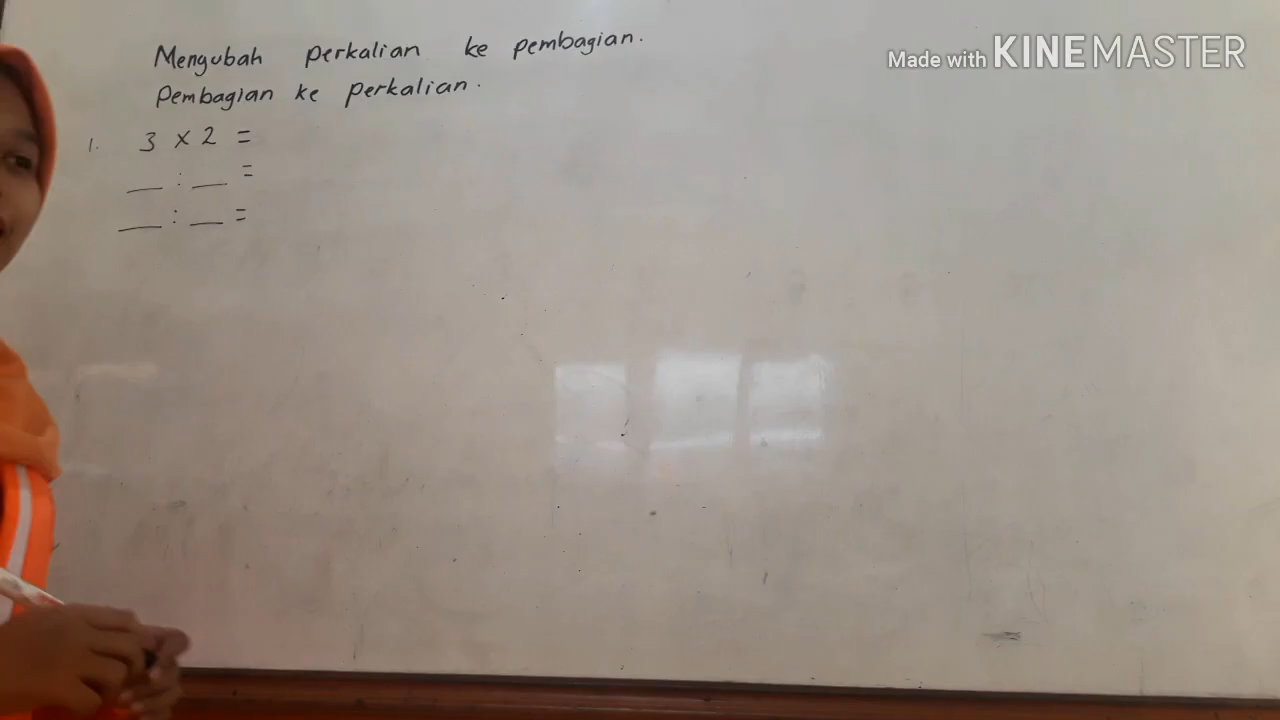 Mengubah perkalian ke pembagian.
Pembagian ke perkalian.
1. 3 x 2 =
__ : __ =
__ : __ =
Made with KINEMASTER